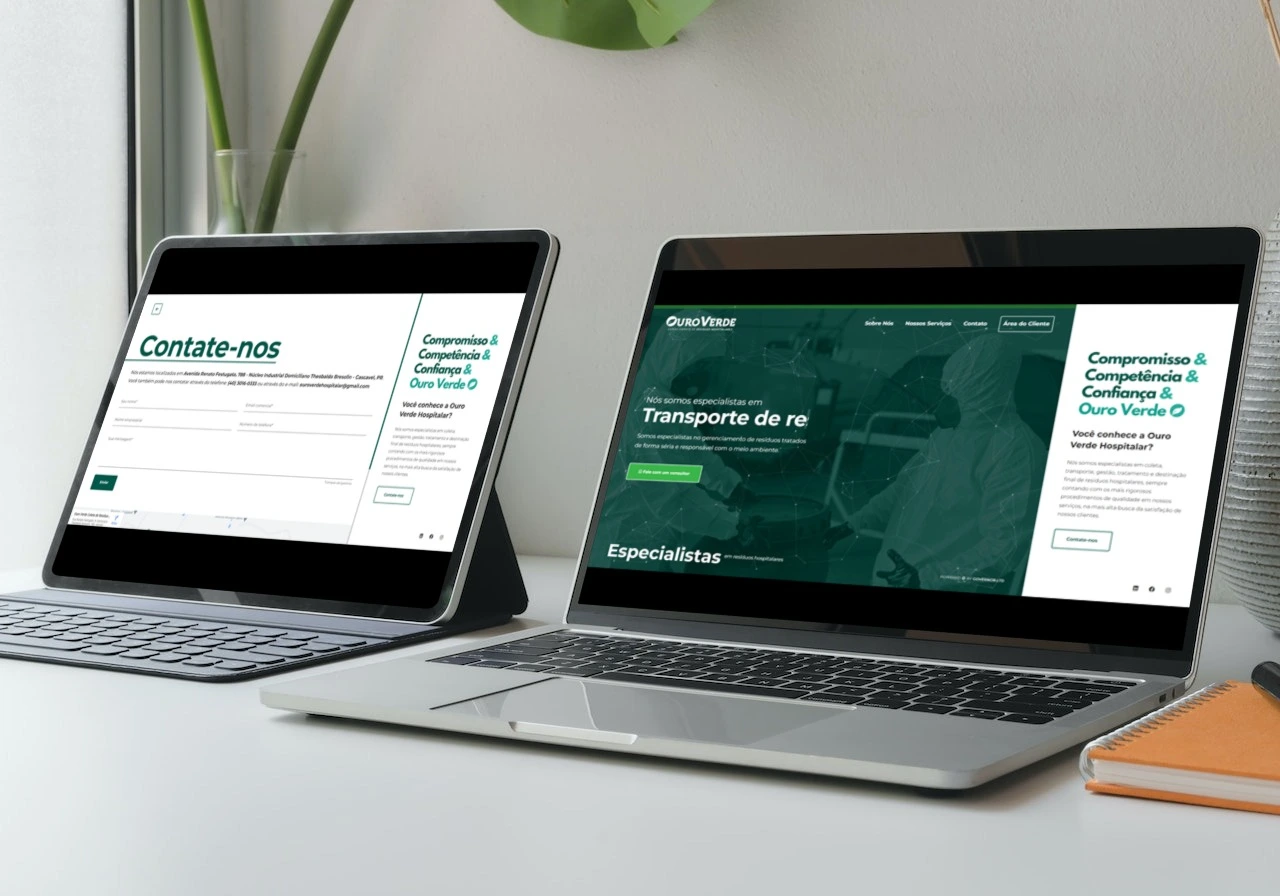 Contate-nos
Nós estamos localizados em Avenida Renato Festugato, 789 - Núcleo Industrial Domiciliano Theobaldo Bresolin - Cascavel, PR
Você também pode nos contatar através do telefone: ou através do e-mail: ouroverdehospitalar@gmail.com
Seu nome*
Email comercial*
Nome
Número de telefone*
Sua mensagem*
Enviar
Compromisso &
Competência &
Confiança &
Ouro Verde
Você conhece a Ouro
Verde Hospitalar?
Nós somos especialistas em coleta,
transporte, gestão, tratamento e destinação
final de resíduos hospitalares, sempre
contando com os mais rigorosos
procedimentos de qualidade em nossos
serviços, na mais alta busca da satisfação de
nossos clientes.
Contate-nos
OURO VERDE
Sobre Nós
Nossos Serviços
Contato
Área do Cliente
Nós somos especialistas em
Transporte de re
Somos especialistas no gerenciamento de resíduos tratados
de forma séria e responsável com o meio ambiente.
Fale com um consultor
Especialistas em resíduos hospitalares
Compromisso &
Competência &
Confiança &
Ouro Verde
Você conhece a Ouro
Verde Hospitalar?
Nós somos especialistas em coleta,
transporte, gestão, tratamento e destinação
final de resíduos hospitalares, sempre
contando com os mais rigorosos
procedimentos de qualidade em nossos
serviços, na mais alta busca da satisfação de
nossos clientes.
Contate-nos